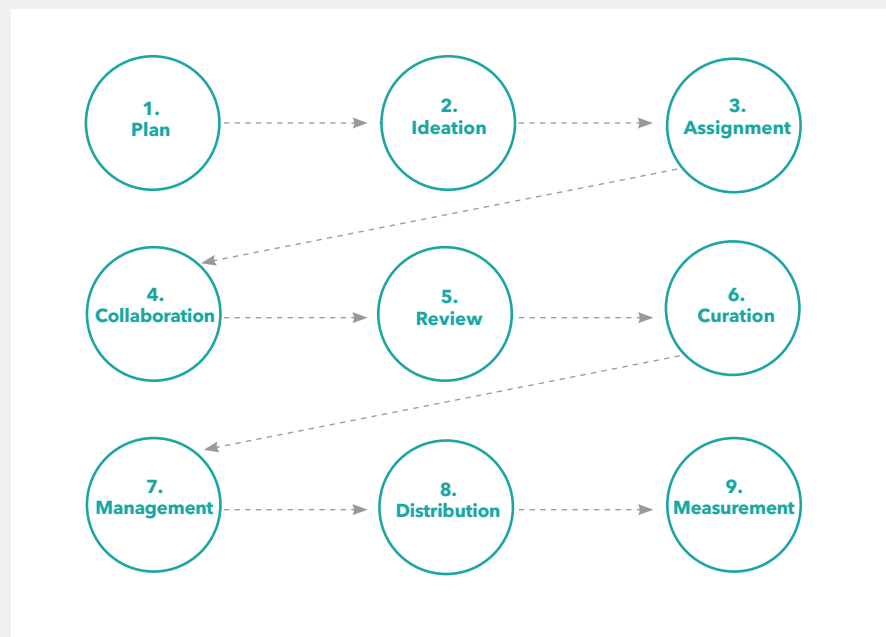 1.
Plan
2.
Ideation
3.
Assignment
4.
Collaboration
5.
Review
6.
Curation
7.
Management
8.
Distribution
9.
Measurement